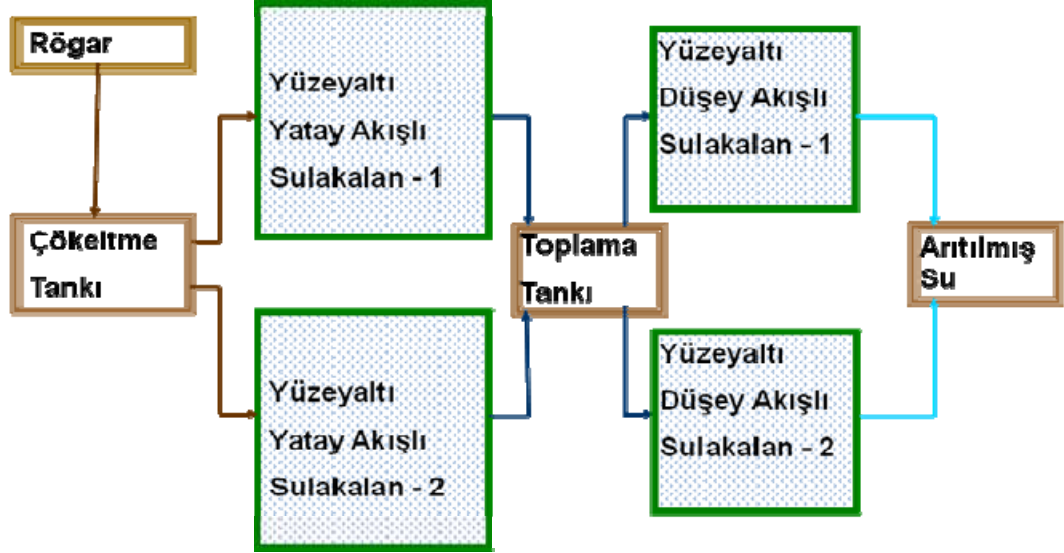 Rögar
Çökeltme
Tankı
Yüzeyaltı
Yatay Akışlı
Sulakalan - 1
Yüzeyaltı
Yatay Akışlı
Sulakalan - 2
Toplama
Tankı
Yüzeyaltı
Düşey Akışlı
Sulakalan - 1
Yüzeyaltı
Düşey Akışlı
Sulakalan - 2
Arıtılmış
Su